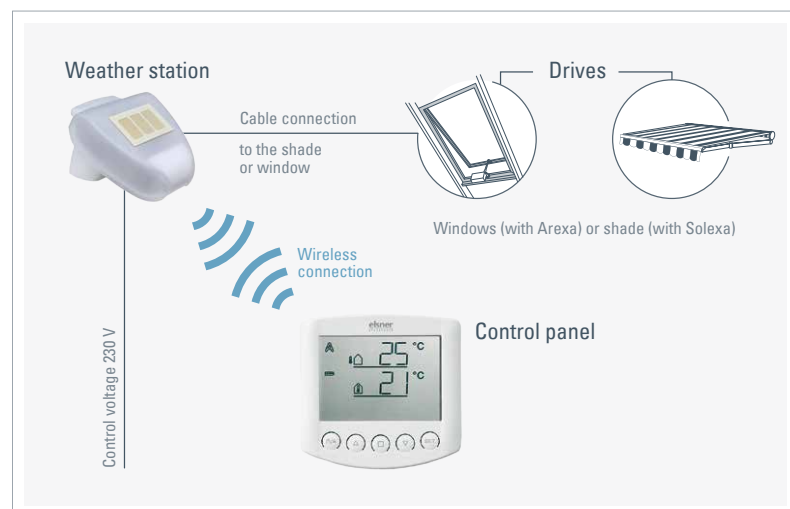 Weather station
Drives
Cable connection
to the shade
or window
Windows (with Arexa) or shade (with Solexa)
Wireless
connection
Control voltage 230 V
elsner
Control panel
25 °C
21 °C
SET